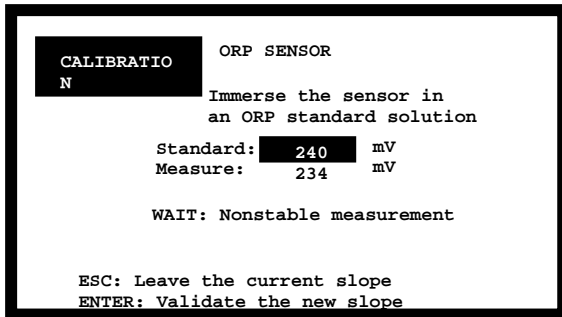 CALIBRATIO
N
ORP SENSOR
Immerse the sensor in
an ORP standard solution
Standard: 240 mV
Measure: 234 mV
WAIT: Nonstable measurement
ESC: Leave the current slope
ENTER: Validate the new slope